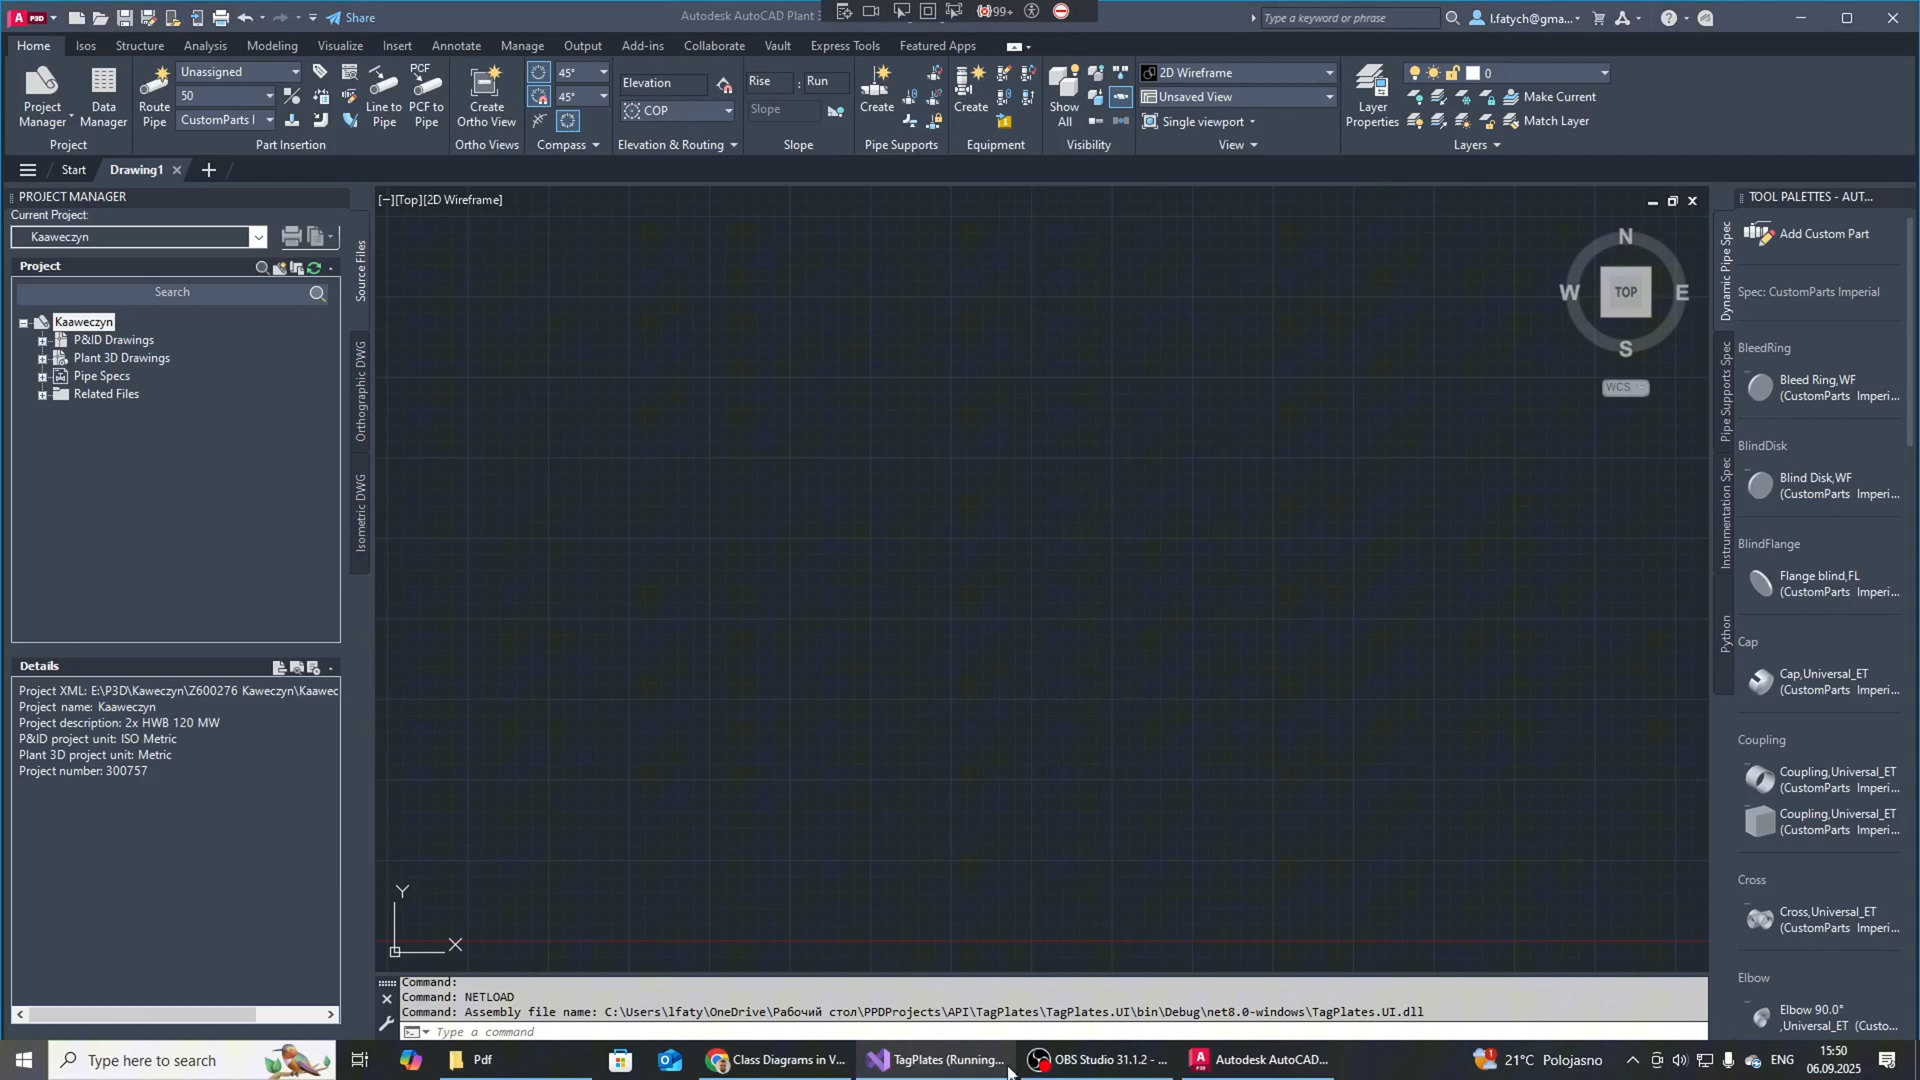 P3D
Share
Autodesk AutoCAD Plant 3
99+
Type a keyword or phrase
l.fatych@gma...
Home
Isos
Structure
Analysis
Modeling
Visualize
Insert
Annotate
Manage
Output
Add-ins
Collaborate
Vault
Express Tools
Featured Apps
Project Manager
Data Manager
Project
Route Pipe
Unassigned
50
CustomParts I
Line to Pipe
PCF
PCF to Pipe
Part Insertion
Create Ortho View
Ortho Views
45°
45°
Compass
Elevation
COP
Elevation & Routing
Rise : Run
Slope
Slope
Create
Pipe Supports
Create
Equipment
Show All
Visibility
2D Wireframe
Unsaved View
Single viewport
View
Layer Properties
0
Make Current
Match Layer
Layers
Start
Drawing1
PROJECT MANAGER
Current Project:
Kaaweczyn
Project
Search
Kaaweczyn
P&ID Drawings
Plant 3D Drawings
Pipe Specs
Related Files
Source Files
Orthographic DWG
Isometric DWG
Details
Project XML: E:\P3D\Kaweczyn\Z600276 Kaweczyn\Kaawec
Project name: Kaaweczyn
Project description: 2x HWB 120 MW
P&ID project unit: ISO Metric
Plant 3D project unit: Metric
Project number: 300757
[−][Top][2D Wireframe]
N
W TOP E
S
WCS
Y
X
TOOL PALETTES - AUT...
Dynamic Pipe Spec
Pipe Supports Spec
Instrumentation Spec
Python
Add Custom Part
Spec: CustomParts Imperial
BleedRing
Bleed Ring,WF
(CustomParts Imperi...
BlindDisk
Blind Disk,WF
(CustomParts Imperi...
BlindFlange
Flange blind,FL
(CustomParts Imperi...
Cap
Cap,Universal_ET
(CustomParts Imperi...
Coupling
Coupling,Universal_ET
(CustomParts Imperi...
Coupling,Universal_ET
(CustomParts Imperi...
Cross
Cross,Universal_ET
(CustomParts Imperi...
Elbow
Elbow 90.0°
,Universal_ET (Custo...
Command:
Command: NETLOAD
Command: Assembly file name: C:\Users\lfaty\OneDrive\Рабочий стол\PPDProjects\API\TagPlates\TagPlates.UI\bin\Debug\net8.0-windows\TagPlates.UI.dll
Type a command
Type here to search
Pdf
Class Diagrams in V...
TagPlates (Running...
OBS Studio 31.1.2 - ...
Autodesk AutoCAD...
21°C Polojasno
ENG
15:50
06.09.2025